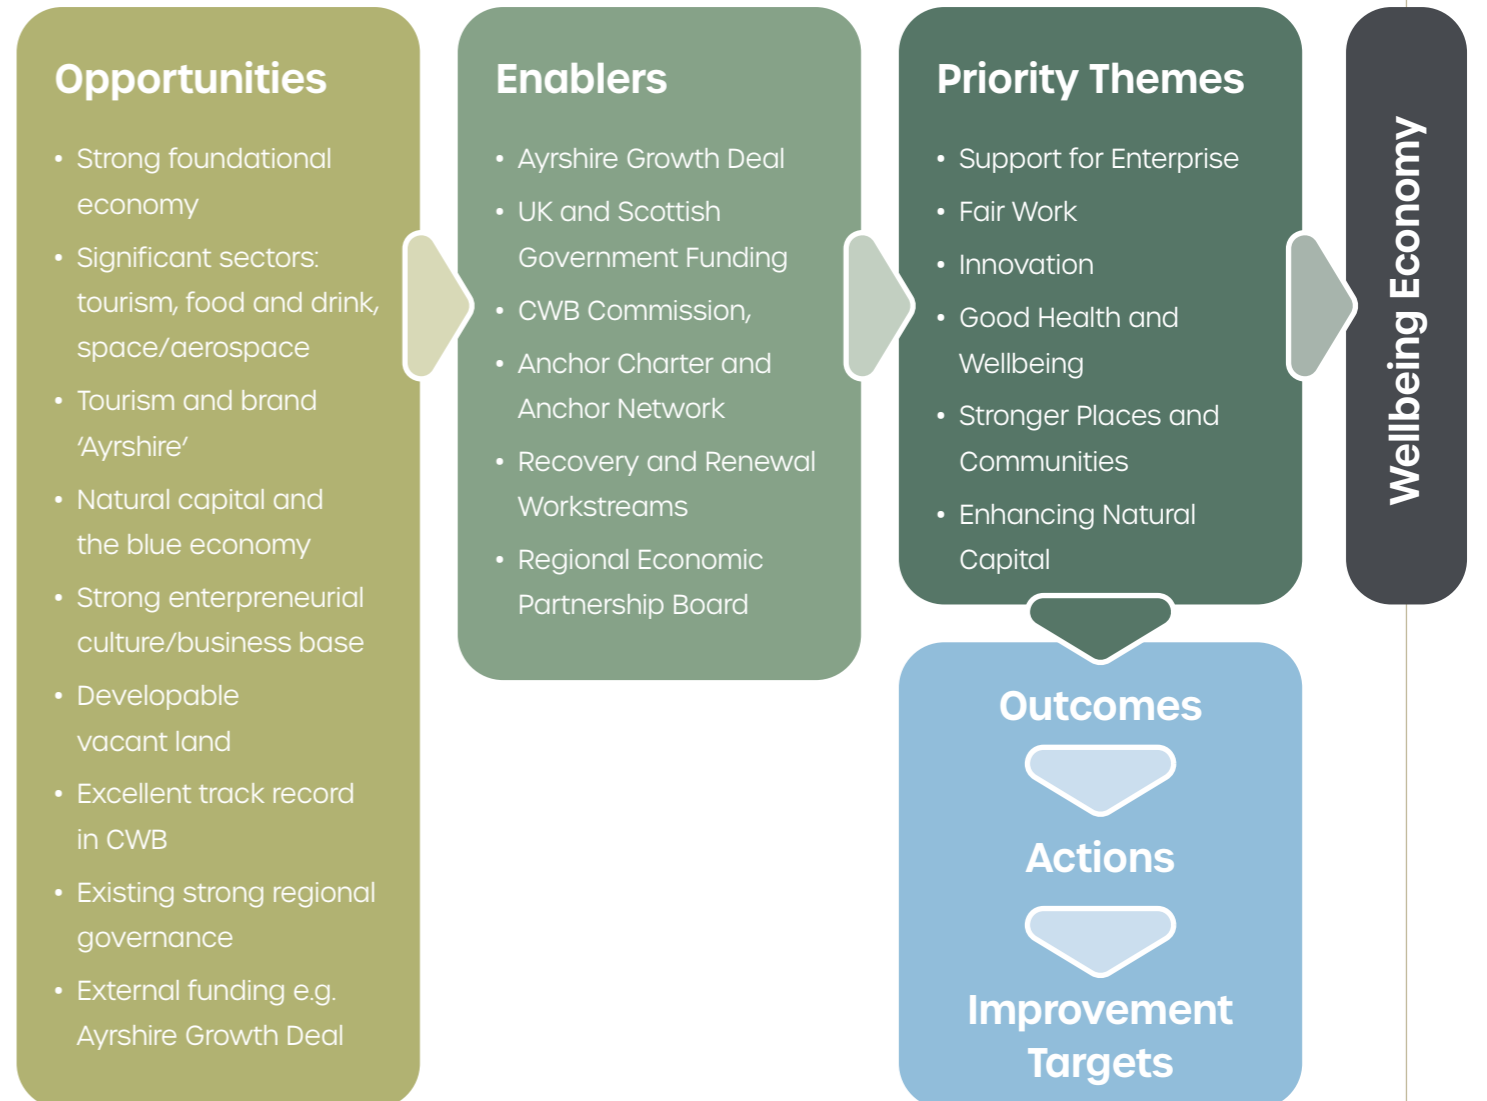 Opportunities
• Strong foundational
economy
• Significant sectors:
tourism, food and drink,
space/aerospace
• Tourism and brand
‘Ayrshire’
• Natural capital and
the blue economy
• Strong enterpreneurial
culture/business base
• Developable
vacant land
• Excellent track record
in CWB
• Existing strong regional
governance
• External funding e.g.
Ayrshire Growth Deal
Enablers
• Ayrshire Growth Deal
• UK and Scottish
Government Funding
• CWB Commission,
• Anchor Charter and
Anchor Network
• Recovery and Renewal
Workstreams
• Regional Economic
Partnership Board
Priority Themes
• Support for Enterprise
• Fair Work
• Innovation
• Good Health and
Wellbeing
• Stronger Places and
Communities
• Enhancing Natural
Capital
Outcomes
Actions
Improvement
Targets
Wellbeing Economy